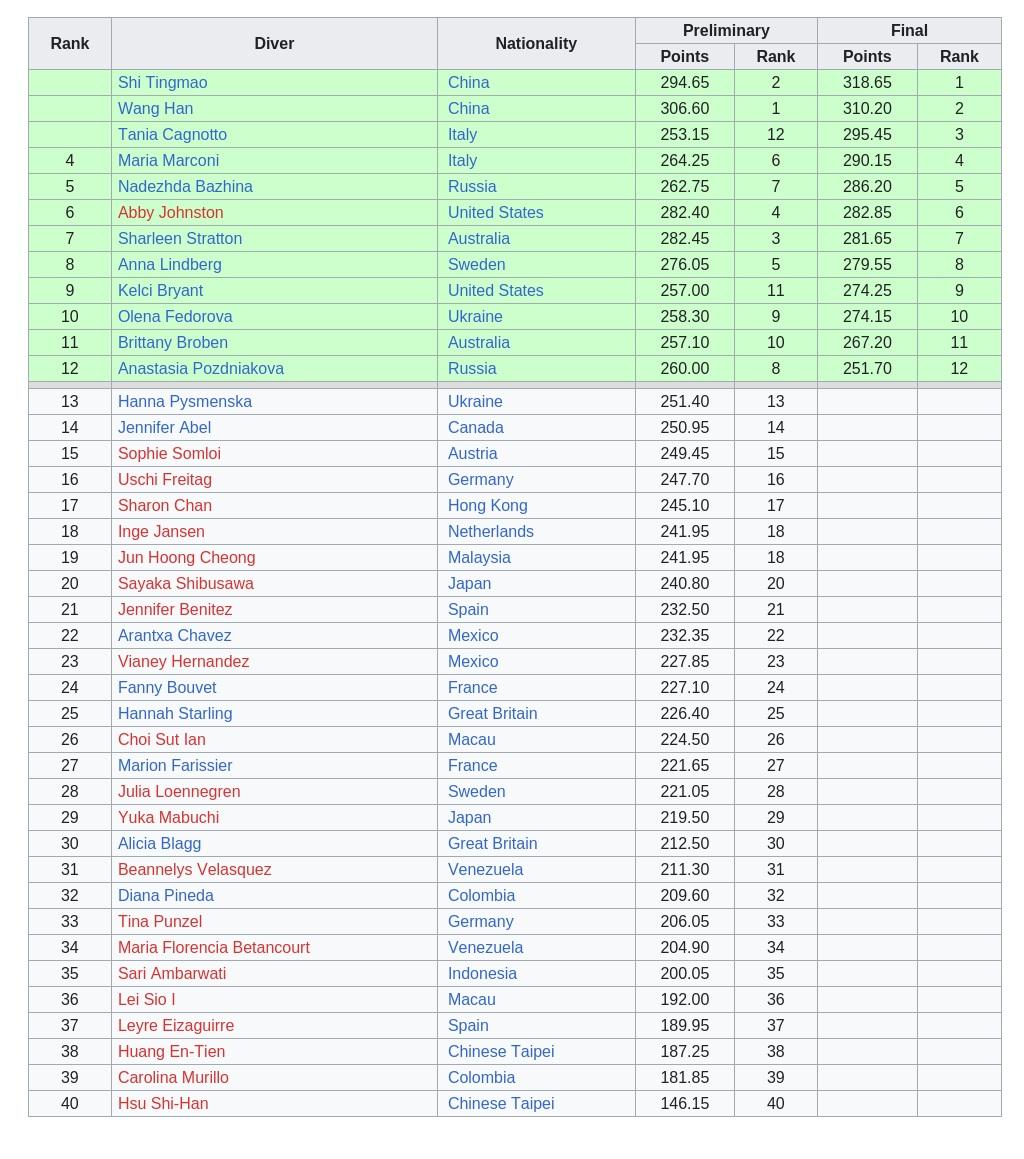 Rank Diver Nationality Preliminary Final
Points Rank Points Rank
Shi Tingmao China 294.65 2 318.65 1
Wang Han China 306.60 1 310.20 2
Tania Cagnotto Italy 253.15 12 295.45 3
4 Maria Marconi Italy 264.25 6 290.15 4
5 Nadezhda Bazhina Russia 262.75 7 286.20 5
6 Abby Johnston United States 282.40 4 282.85 6
7 Sharleen Stratton Australia 282.45 3 281.65 7
8 Anna Lindberg Sweden 276.05 5 279.55 8
9 Kelci Bryant United States 257.00 11 274.25 9
10 Olena Fedorova Ukraine 258.30 9 274.15 10
11 Brittany Broben Australia 257.10 10 267.20 11
12 Anastasia Pozdniakova Russia 260.00 8 251.70 12
13 Hanna Pysmenska Ukraine 251.40 13
14 Jennifer Abel Canada 250.95 14
15 Sophie Somloi Austria 249.45 15
16 Uschi Freitag Germany 247.70 16
17 Sharon Chan Hong Kong 245.10 17
18 Inge Jansen Netherlands 241.95 18
19 Jun Hoong Cheong Malaysia 241.95 18
20 Sayaka Shibusawa Japan 240.80 20
21 Jennifer Benitez Spain 232.50 21
22 Arantxa Chavez Mexico 232.35 22
23 Vianey Hernandez Mexico 227.85 23
24 Fanny Bouvet France 227.10 24
25 Hannah Starling Great Britain 226.40 25
26 Choi Sut Ian Macau 224.50 26
27 Marion Farissier France 221.65 27
28 Julia Loennegren Sweden 221.05 28
29 Yuka Mabuchi Japan 219.50 29
30 Alicia Blagg Great Britain 212.50 30
31 Beannelys Velasquez Venezuela 211.30 31
32 Diana Pineda Colombia 209.60 32
33 Tina Punzel Germany 206.05 33
34 Maria Florencia Betancourt Venezuela 204.90 34
35 Sari Ambarwati Indonesia 200.05 35
36 Lei Sio I Macau 192.00 36
37 Leyre Eizaguirre Spain 189.95 37
38 Huang En-Tien Chinese Taipei 187.25 38
39 Carolina Murillo Colombia 181.85 39
40 Hsu Shi-Han Chinese Taipei 146.15 40